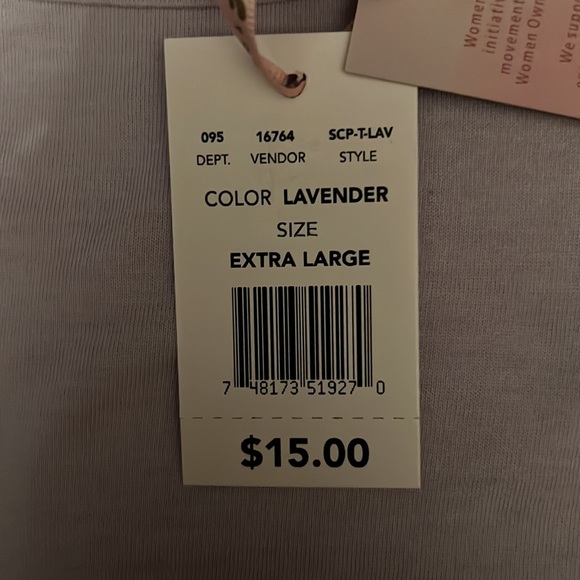 Women
initiativ
movement
Women Own
We supp
095 16764 SCP-T-LAV
DEPT. VENDOR STYLE
COLOR LAVENDER
SIZE
EXTRA LARGE
7 48173 51927 0
$15.00